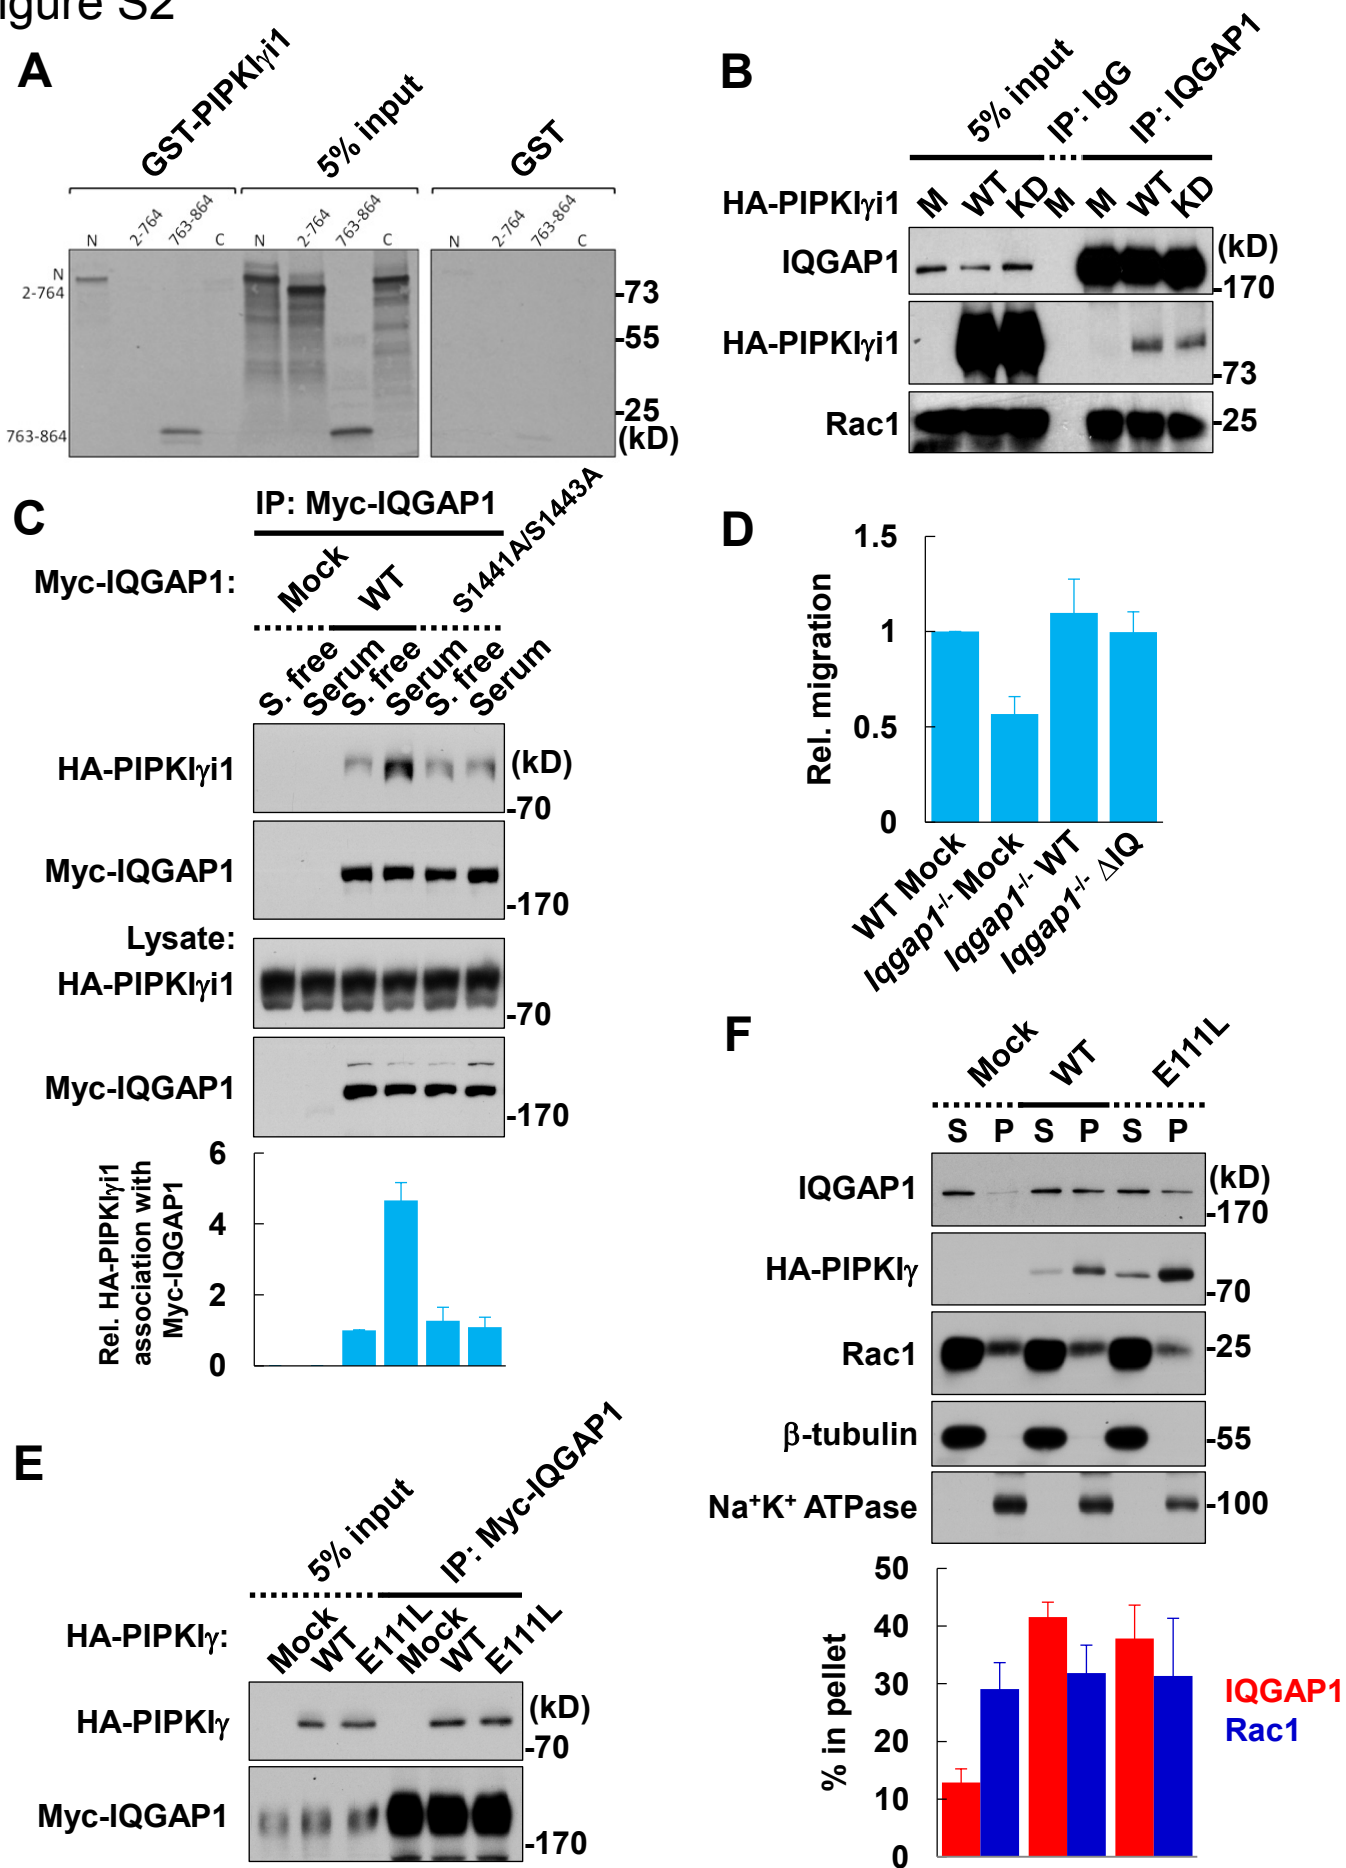 Figure S2
A
GST-PIPKIγi1
5% input
GST
N 2-764 763-864 C N 2-764 763-864 C N 2-764 763-864 C
N
2-764
763-864
-73
-55
-25
(kD)
B
5% input
IP: IgG
IP: IQGAP1
HA-PIPKIγi1 M WT KD M M WT KD
IQGAP1 (kD)
-170
HA-PIPKIγi1
-73
Rac1 -25
C
IP: Myc-IQGAP1
Myc-IQGAP1: Mock WT S1441A/S1443A
S. free Serum S. free Serum S. free Serum
HA-PIPKIγi1 (kD)
-70
Myc-IQGAP1
-170
Lysate:
HA-PIPKIγi1
-70
Myc-IQGAP1
-170
Rel. HA-PIPKIγi1
association with
Myc-IQGAP1
6
4
2
0
D
Rel. migration
1.5
1
0.5
0
WT Mock
Iqgap1-/- Mock
Iqgap1-/- WT
Iqgap1-/- ΔIQ
E
5% input
IP: Myc-IQGAP1
HA-PIPKIγ: Mock WT E111L Mock WT E111L
HA-PIPKIγ (kD)
-70
Myc-IQGAP1
-170
F
Mock WT E111L
S P S P S P
IQGAP1 (kD)
-170
HA-PIPKIγ
-70
Rac1 -25
β-tubulin -55
Na+K+ ATPase -100
% in pellet
50
40
30
20
10
0
IQGAP1
Rac1